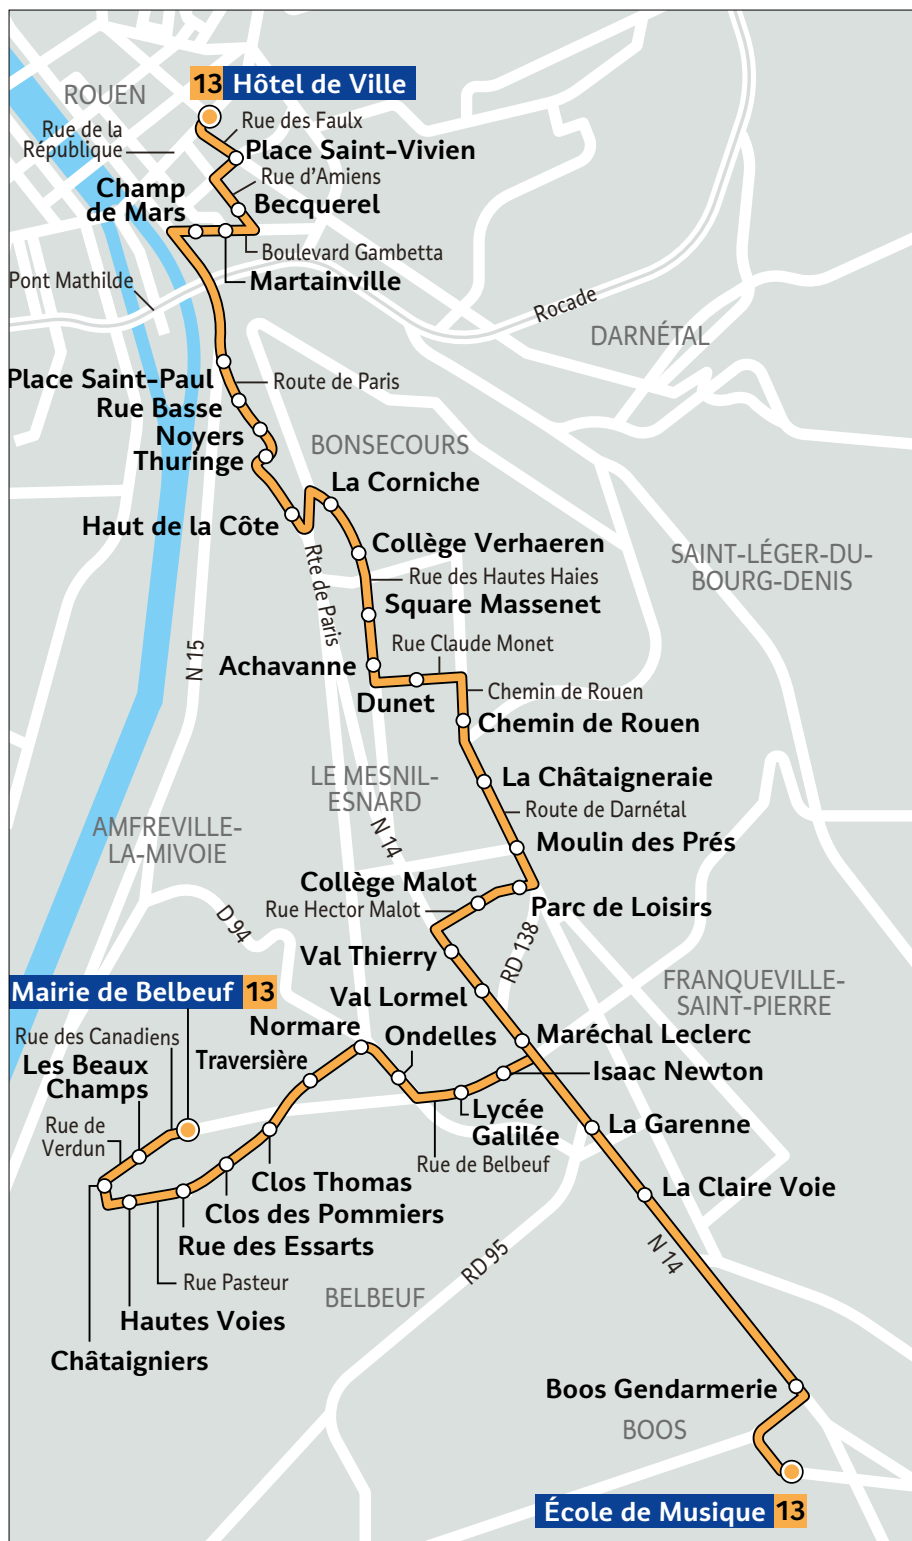 13 Hôtel de Ville
ROUEN
Rue de la
République
Rue des Faulx
Place Saint-Vivien
Rue d'Amiens
Champ
de Mars
Becquerel
Boulevard Gambetta
Martainville
Pont Mathilde
Rocade
DARNÉTAL
Place Saint-Paul
Route de Paris
Rue Basse
Noyers
Thuringe
BONSECOURS
La Corniche
Haut de la Côte
Collège Verhaeren
SAINT-LÉGER-DU-
BOURG-DENIS
Rte de Paris
Rue des Hautes Haies
Square Massenet
N 15
Rue Claude Monet
Achavanne
Dunet
Chemin de Rouen
Chemin de Rouen
LE MESNIL-
ESNARD
La Châtaigneraie
Route de Darnétal
AMFREVILLE-
LA-MIVOIE
N 14
Moulin des Prés
Collège Malot
Rue Hector Malot
Parc de Loisirs
D 94
Val Thierry
RD 138
FRANQUEVILLE-
SAINT-PIERRE
Mairie de Belbeuf 13
Val Lormel
Normare
Ondelles
Maréchal Leclerc
Rue des Canadiens
Les Beaux
Champs
Traversière
Isaac Newton
Lycée
Galilée
Rue de
Verdun
La Garenne
Rue de Belbeuf
Clos Thomas
La Claire Voie
Clos des Pommiers
Rue des Essarts
N 14
RD 95
Rue Pasteur
BELBEUF
Hautes Voies
Châtaigniers
Boos Gendarmerie
BOOS
École de Musique 13